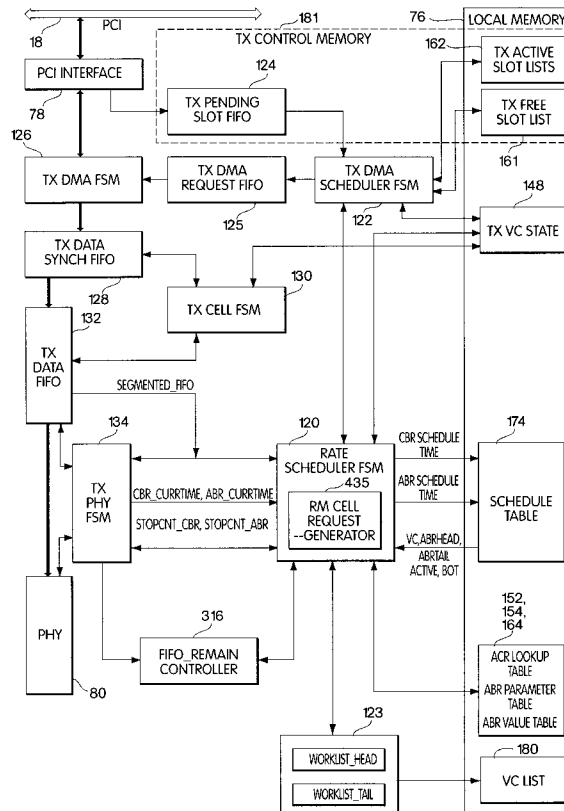 18
PCI
181
76
LOCAL MEMORY
TX CONTROL MEMORY
162
TX ACTIVE
SLOT LISTS
PCI INTERFACE
78
124
TX PENDING
SLOT FIFO
TX FREE
SLOT LIST
161
126
TX DMA FSM
TX DMA
REQUEST FIFO
125
TX DMA
SCHEDULER FSM
122
148
TX VC STATE
TX DATA
SYNCH FIFO
128
130
TX CELL FSM
132
TX
DATA
FIFO
SEGMENTED_FIFO
134
TX
PHY
FSM
CBR_CURRTIME, ABR_CURRTIME
STOPCNT_CBR, STOPCNT_ABR
120
RATE
SCHEDULER FSM
435
RM CELL
REQUEST
--GENERATOR
CBR SCHEDULE
TIME
ABR SCHEDULE
TIME
VC, ABRHEAD,
ABRTAIL
ACTIVE, BOT
174
SCHEDULE
TABLE
PHY
80
316
FIFO_REMAIN
CONTROLLER
152,
154,
164
ACR LOOKUP
TABLE
ABR PARAMETER
TABLE
ABR VALUE TABLE
123
WORKLIST_HEAD
WORKLIST_TAIL
180
VC LIST